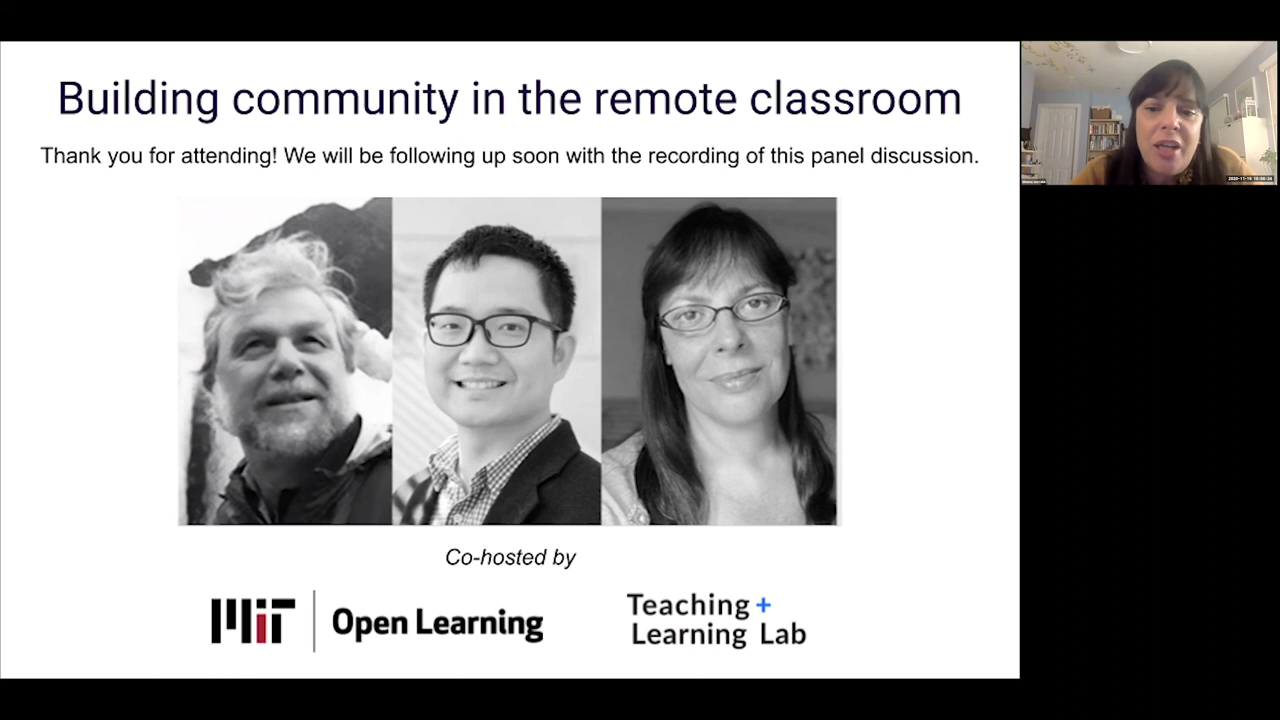 Building community in the remote classroom
Thank you for attending! We will be following up soon with the recording of this panel discussion.
Co-hosted by
MIT
Open Learning
Teaching +
Learning Lab